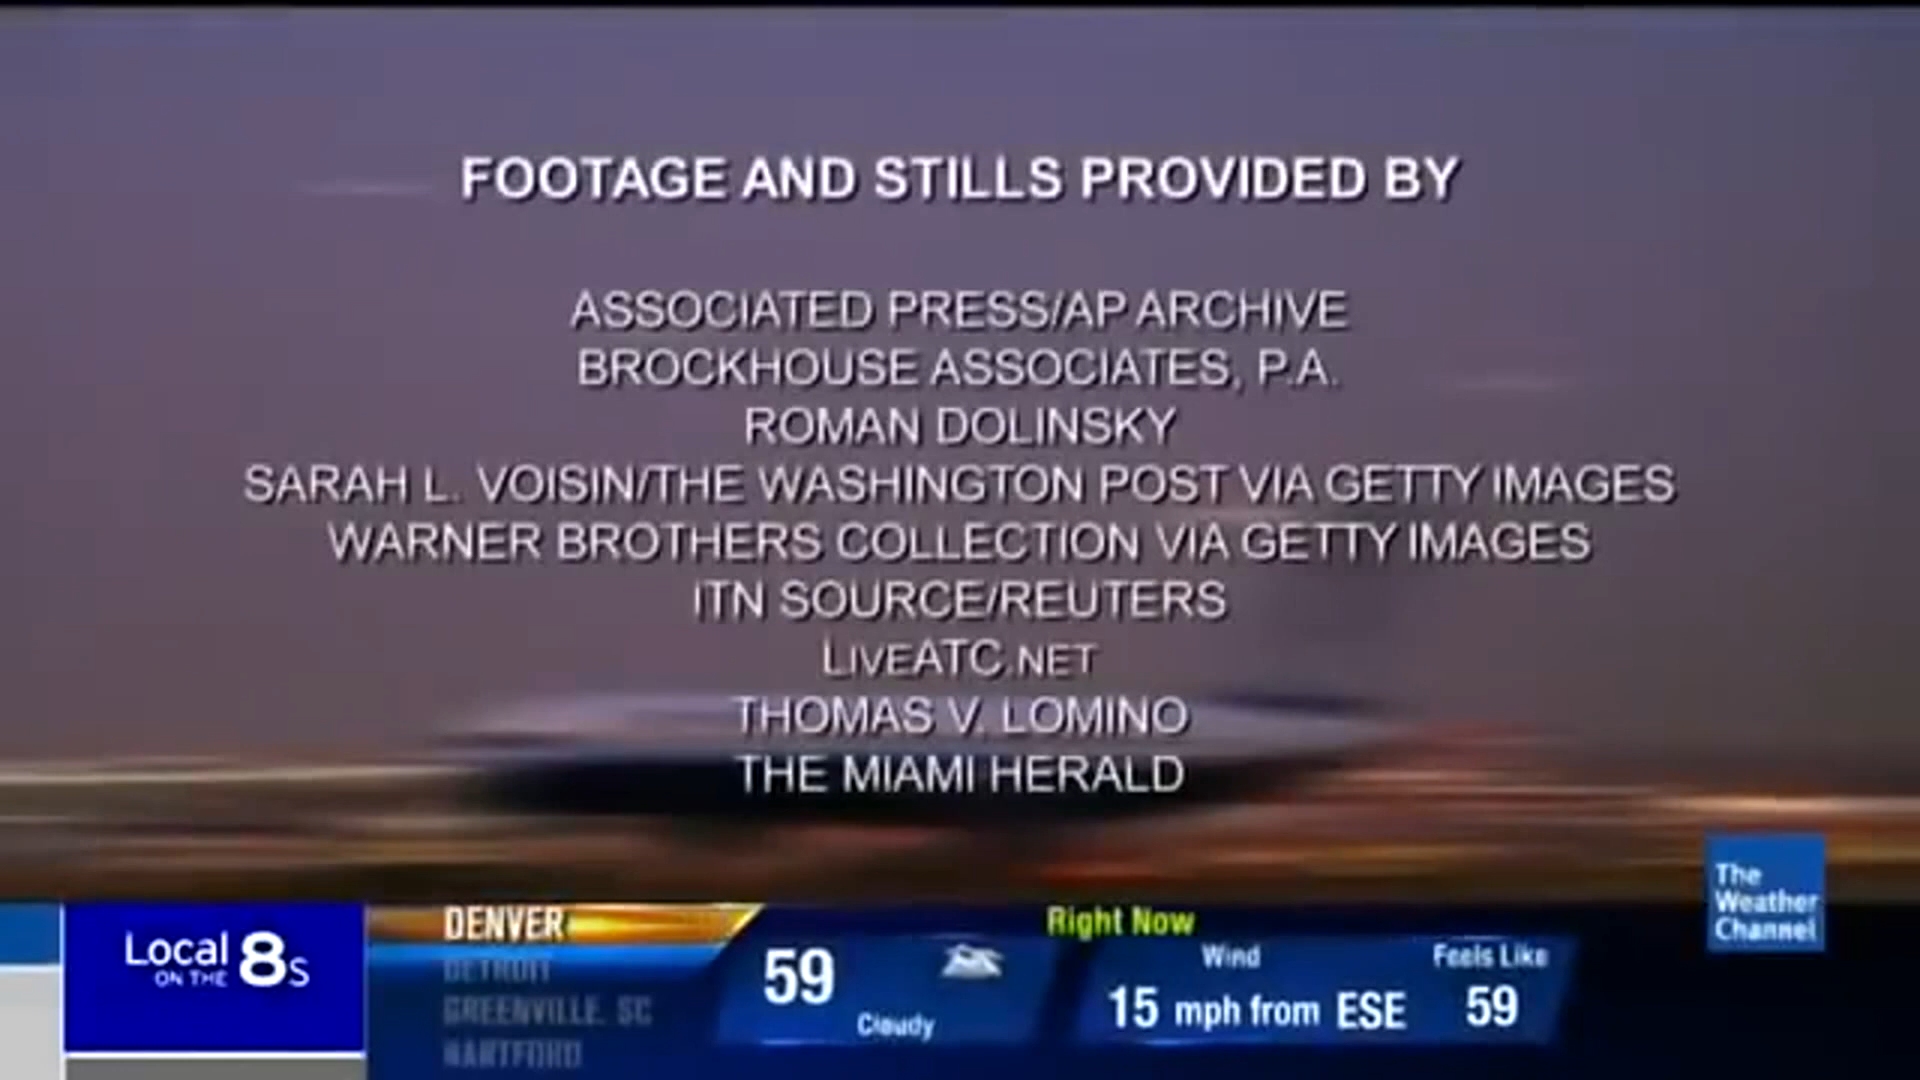 FOOTAGE AND STILLS PROVIDED BY
ASSOCIATED PRESS/AP ARCHIVE
BROCKHOUSE ASSOCIATES, P.A.
ROMAN DOLINSKY
SARAH L. VOISIN/THE WASHINGTON POST VIA GETTY IMAGES
WARNER BROTHERS COLLECTION VIA GETTY IMAGES
ITN SOURCE/REUTERS
LIVEATC.NET
THOMAS V. LOMINO
THE MIAMI HERALD
The
Weather
Channel
Local
ON THE 8s
DENVER
DETROIT
GREENVILLE, SC
HARTFORD
59
Cloudy
Right Now
Wind
15 mph from ESE
Feels Like
59